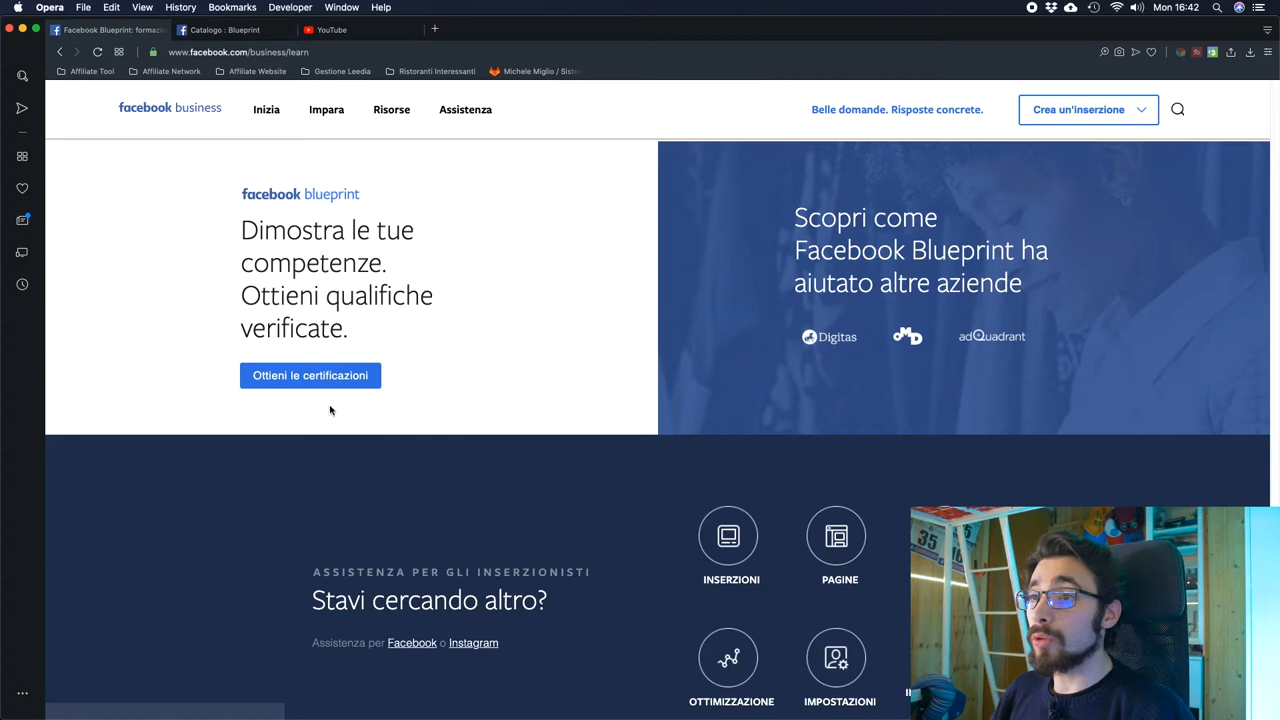 Opera File Edit View History Bookmarks Developer Window Help
Mon 16:42
Facebook Blueprint: formazi
Catalogo : Blueprint
YouTube
www.facebook.com/business/learn
Affiliate Tool
Affiliate Network
Affiliate Website
Gestione Leedia
Ristoranti Interessanti
Michele Miglio / Siste
facebook business
Inizia
Impara
Risorse
Assistenza
Belle domande. Risposte concrete.
Crea un'inserzione
facebook blueprint
Dimostra le tue
competenze.
Ottieni qualifiche
verificate.
Ottieni le certificazioni
Scopri come
Facebook Blueprint ha
aiutato altre aziende
Digitas
OMD
adQuadrant
ASSISTENZA PER GLI INSERZIONISTI
Stavi cercando altro?
Assistenza per Facebook o Instagram
INSERZIONI
PAGINE
OTTIMIZZAZIONE
IMPOSTAZIONI
35
16